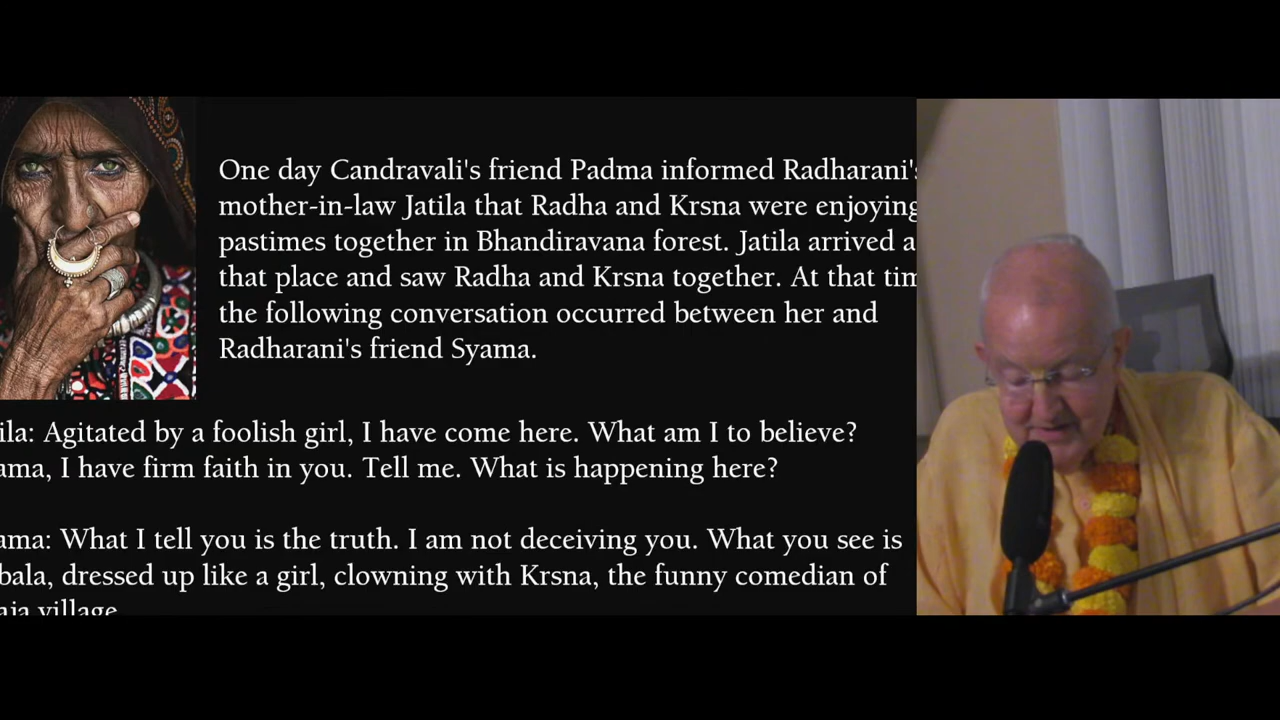 One day Candravali's friend Padma informed Radharani'
mother-in-law Jatila that Radha and Krsna were enjoying
pastimes together in Bhandiravana forest. Jatila arrived a
that place and saw Radha and Krsna together. At that tim
the following conversation occurred between her and
Radharani's friend Syama.
ila: Agitated by a foolish girl, I have come here. What am I to believe?
ama, I have firm faith in you. Tell me. What is happening here?
ama: What I tell you is the truth. I am not deceiving you. What you see is
bala, dressed up like a girl, clowning with Krsna, the funny comedian of
aja village